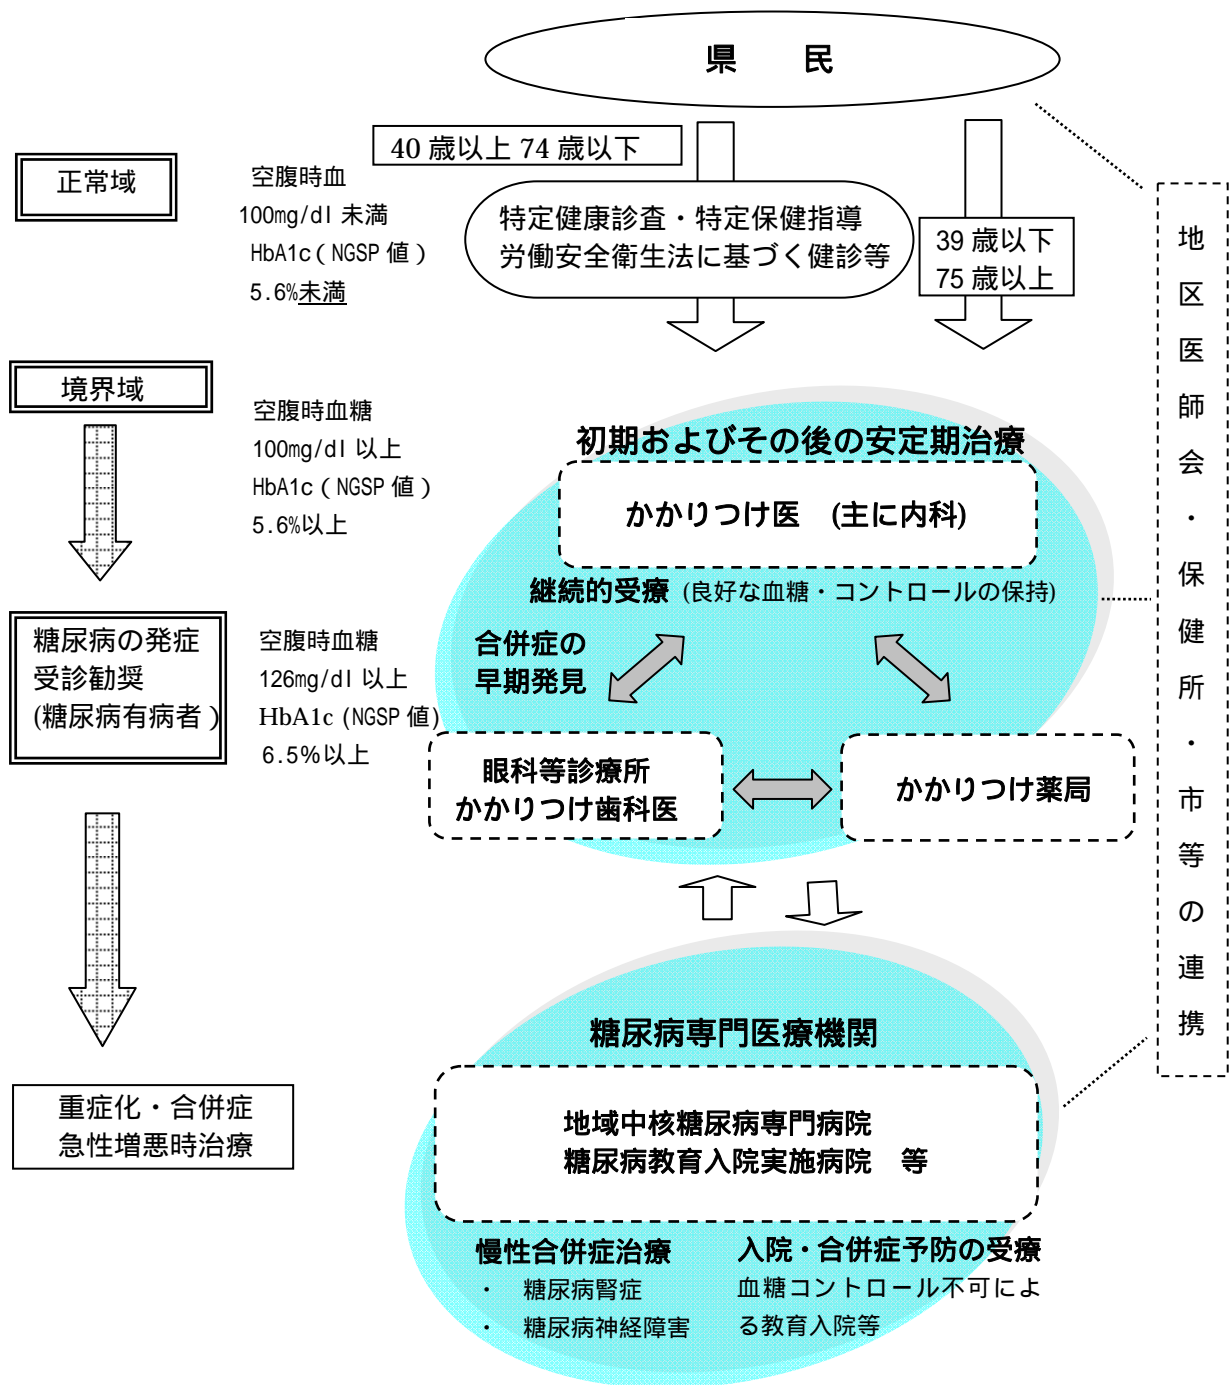 県　　民
40 歳以上 74 歳以下
正常域
空腹時血
100mg/dl 未満
HbA1c（NGSP 値）
5.6%未満
特定健康診査・特定保健指導
労働安全衛生法に基づく健診等
39 歳以下
75 歳以上
境界域
空腹時血糖
100mg/dl 以上
HbA1c（NGSP 値）
5.6%以上
初期およびその後の安定期治療
かかりつけ医　(主に内科)
継続的受療 (良好な血糖・コントロールの保持)
合併症の
早期発見
糖尿病の発症
受診勧奨
(糖尿病有病者）
空腹時血糖
126mg/dl 以上
HbA1c (NGSP 値)
6.5%以上
眼科等診療所
かかりつけ歯科医
かかりつけ薬局
糖尿病専門医療機関
地域中核糖尿病専門病院
糖尿病教育入院実施病院　等
重症化・合併症
急性増悪時治療
慢性合併症治療
・　糖尿病腎症
・　糖尿病神経障害
入院・合併症予防の受療
血糖コントロール不可によ
る教育入院等
地区医師会・保健所・市等の連携